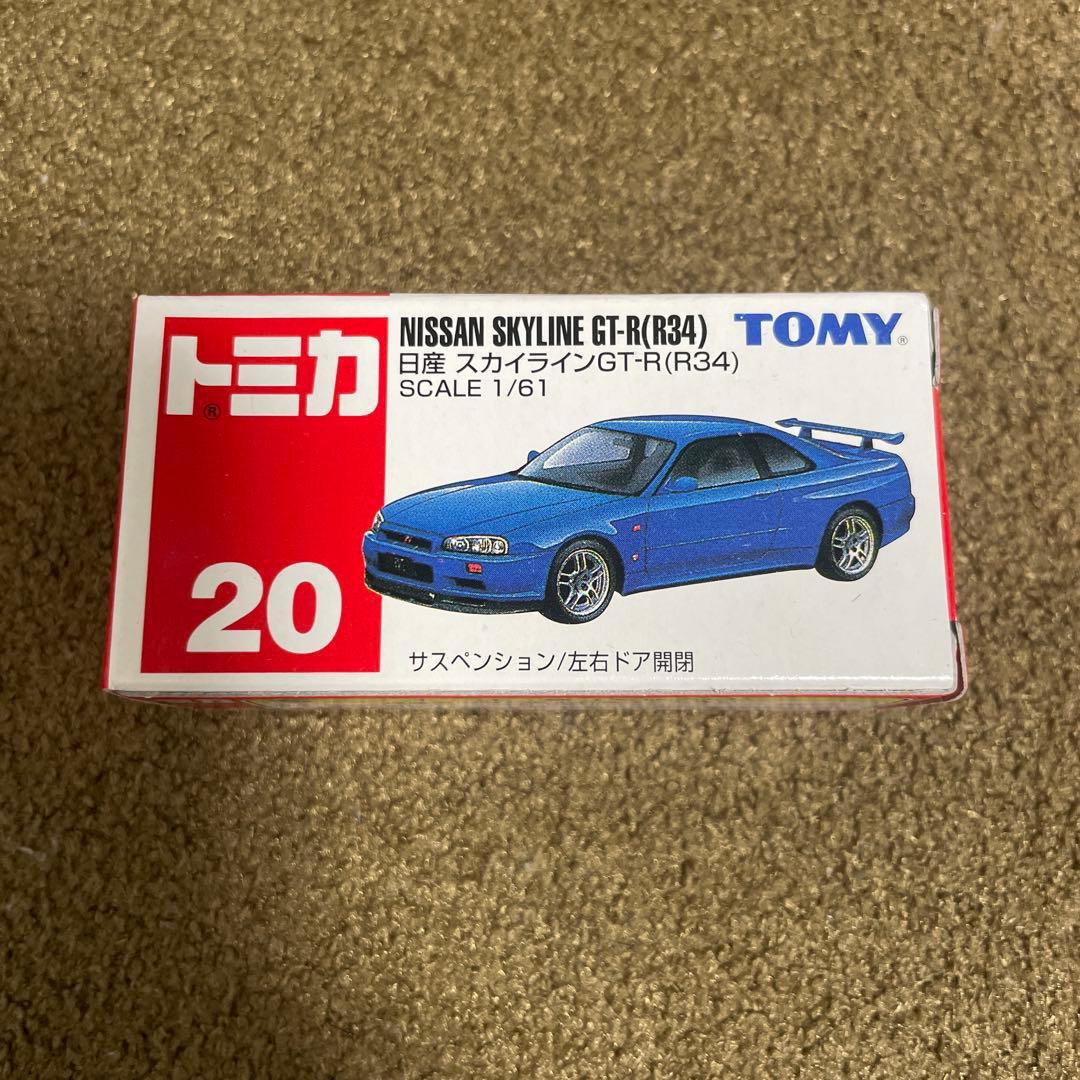 トミカ®
20
NISSAN SKYLINE GT-R(R34)
日産 スカイラインGT-R(R34)
SCALE 1/61
TOMY®
サスペンション/左右ドア開閉